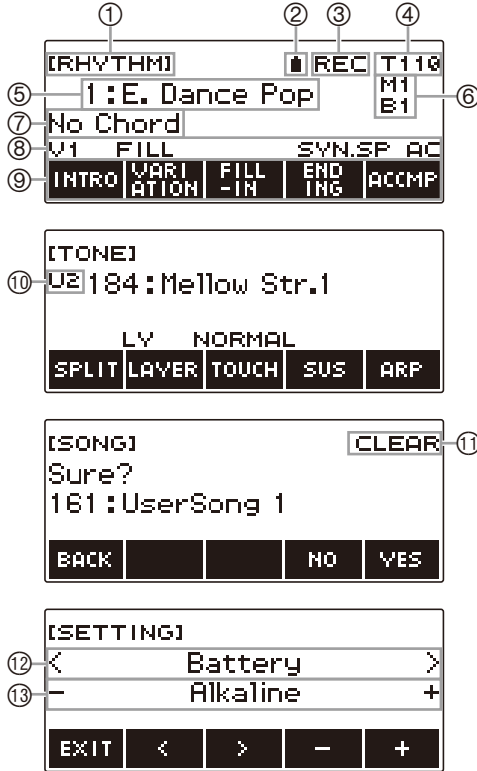 ① ② ③ ④
[RHYTHM] REC T110
⑤ 1:E. Dance Pop M1 ⑥
B1
⑦ No Chord
⑧ V1 FILL SYN.SP AC
⑨ INTRO VARI ATION FILL -IN END ING ACCMP
[TONE]
⑩ U2 184:Mellow Str.1
LY NORMAL
SPLIT LAYER TOUCH SUS ARP
[SONG] CLEAR ⑪
Sure?
161:UserSong 1
BACK NO YES
[SETTING]
⑫ < Battery >
⑬ - Alkaline +
EXIT < > - +